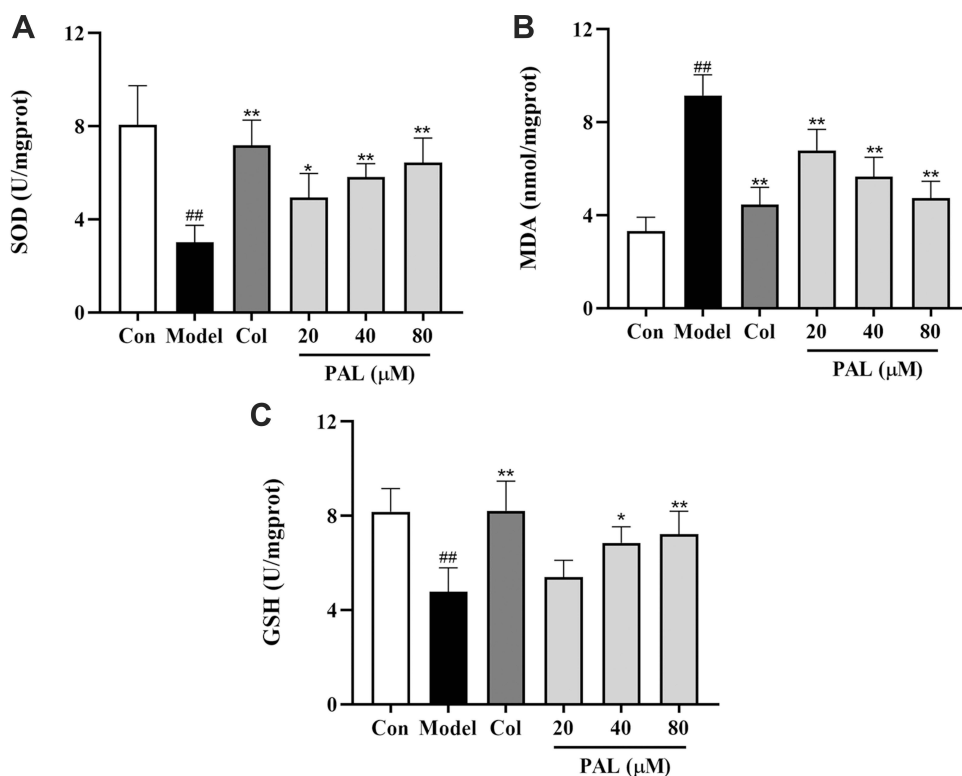 A
SOD (U/mgprot)
12
8
4
0
##
**
*
**
**
Con Model Col 20 40 80
PAL (μM)
B
MDA (nmol/mgprot)
12
8
4
0
##
**
**
**
**
Con Model Col 20 40 80
PAL (μM)
C
GSH (U/mgprot)
12
8
4
0
##
**
*
**
Con Model Col 20 40 80
PAL (μM)